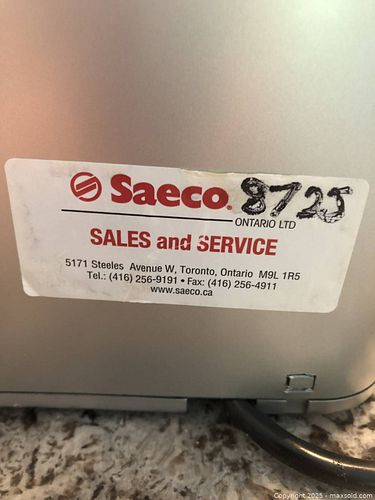 Saeco 8725
ONTARIO LTD
SALES and SERVICE
5171 Steeles Avenue W, Toronto, Ontario M9L 1R5
Tel.: (416) 256-9191 • Fax: (416) 256-4911
www.saeco.ca
Copyright 2025 - maxsold.com